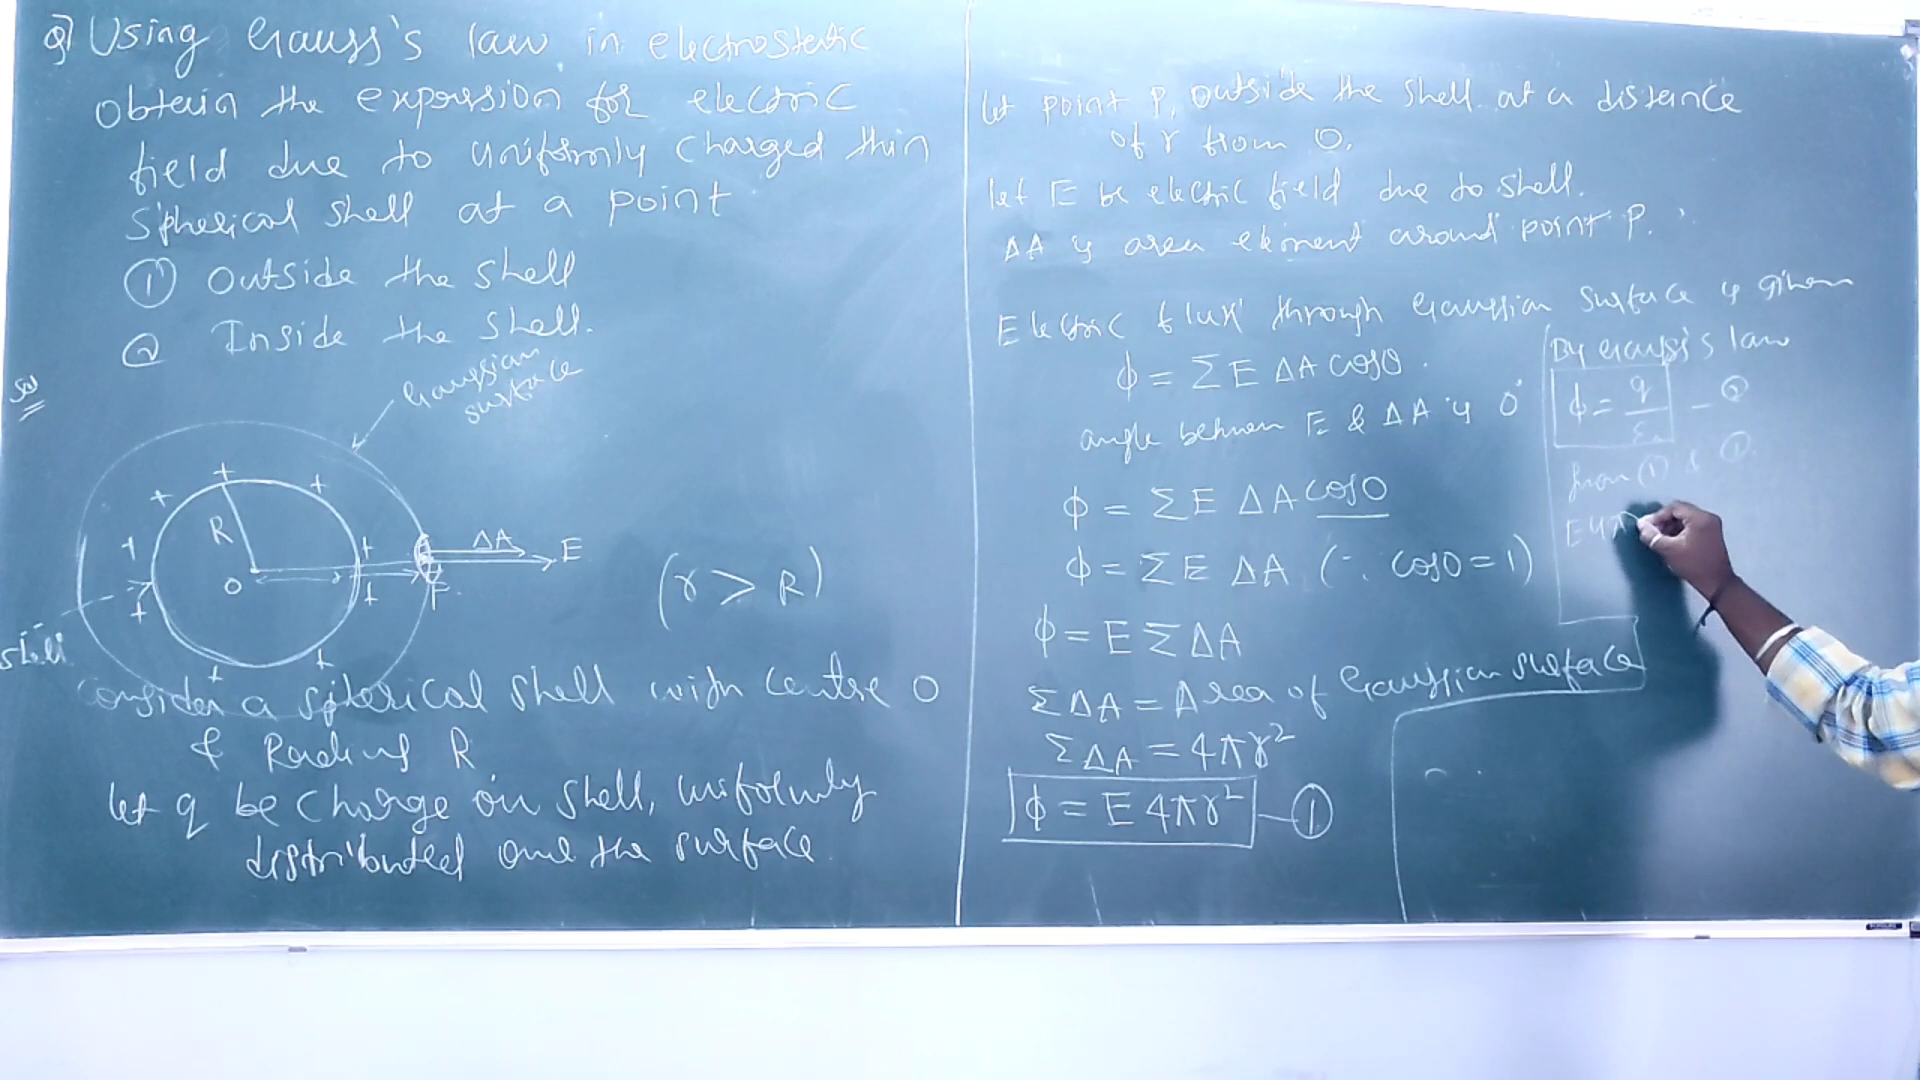 Q) Using Gauss's law in electrostatic
obtain the expression for electric
field due to uniformly charged thin
Spherical shell at a point
① Outside the shell
② Inside the shell.
Sol
Gaussian
surface
R
O
ΔA
E
P
(r > R)
shell
Consider a spherical shell with centre O
& Radius R
let q be charge on shell, uniformly
distributed over the surface.
let point P, outside the shell at a distance
of r from O.
let E be electric field due to shell.
ΔA is area element around point P.
Electric flux through Gaussian surface is given
ϕ = Σ E ΔA cosθ.
angle between E & ΔA is 0°
ϕ = Σ E ΔA cos0
ϕ = Σ E ΔA (∵ cos0 = 1)
ϕ = E Σ ΔA
ΣΔA = Area of Gaussian surface
ΣΔA = 4πr²
ϕ = E 4πr² — ①
By Gauss's law
ϕ = q/ε₀ — ②
from (1) &
E4π